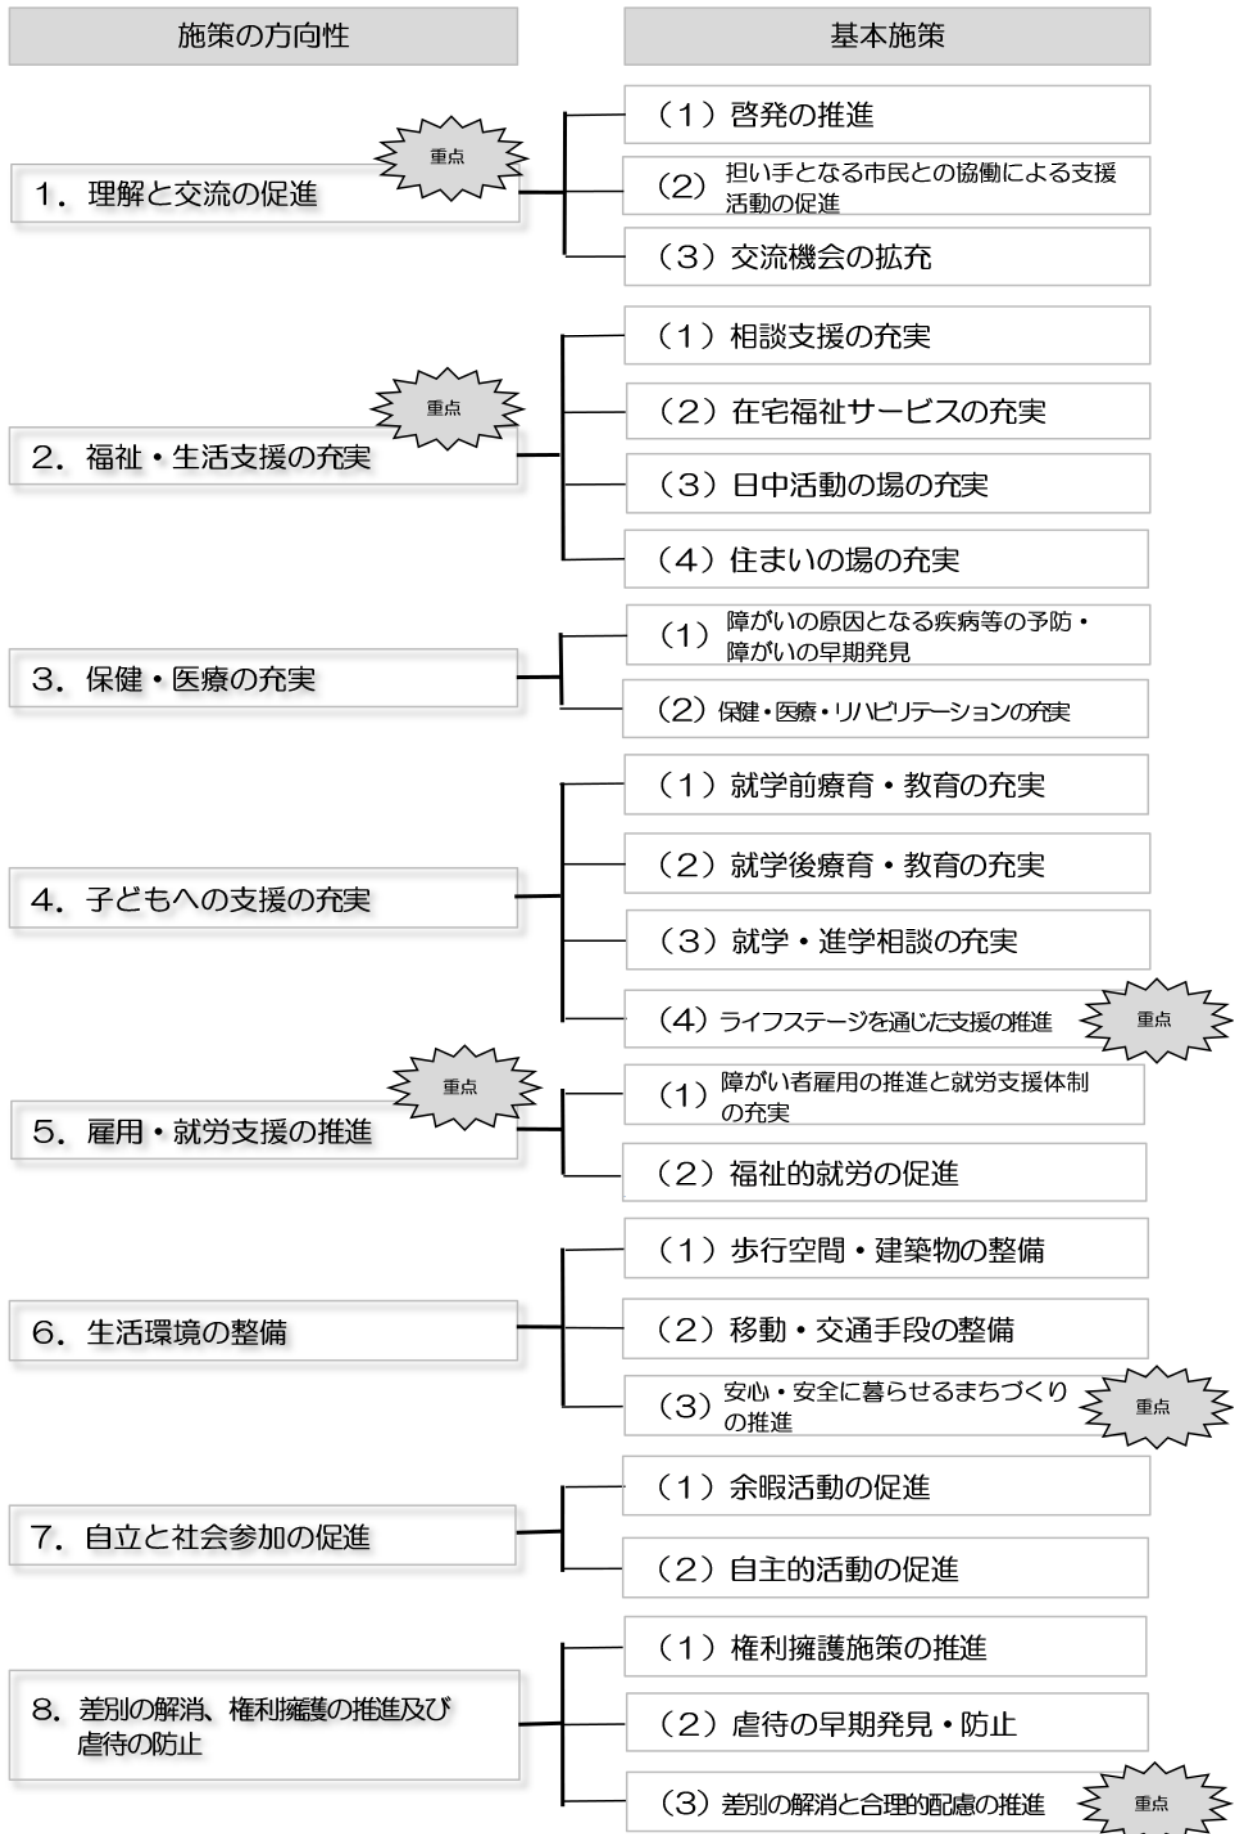 施策の方向性
基本施策
重点
1．理解と交流の促進
（1）啓発の推進
（2）担い手となる市民との協働による支援
活動の促進
（3）交流機会の拡充
重点
2．福祉・生活支援の充実
（1）相談支援の充実
（2）在宅福祉サービスの充実
（3）日中活動の場の充実
（4）住まいの場の充実
3．保健・医療の充実
（1）障がいの原因となる疾病等の予防・
障がいの早期発見
（2）保健・医療・リハビリテーションの充実
4．子どもへの支援の充実
（1）就学前療育・教育の充実
（2）就学後療育・教育の充実
（3）就学・進学相談の充実
（4）ライフステージを通じた支援の推進
重点
重点
5．雇用・就労支援の推進
（1）障がい者雇用の推進と就労支援体制
の充実
（2）福祉的就労の促進
6．生活環境の整備
（1）歩行空間・建築物の整備
（2）移動・交通手段の整備
（3）安心・安全に暮らせるまちづくり
の推進
重点
7．自立と社会参加の促進
（1）余暇活動の促進
（2）自主的活動の促進
8．差別の解消、権利擁護の推進及び
虐待の防止
（1）権利擁護施策の推進
（2）虐待の早期発見・防止
（3）差別の解消と合理的配慮の推進
重点